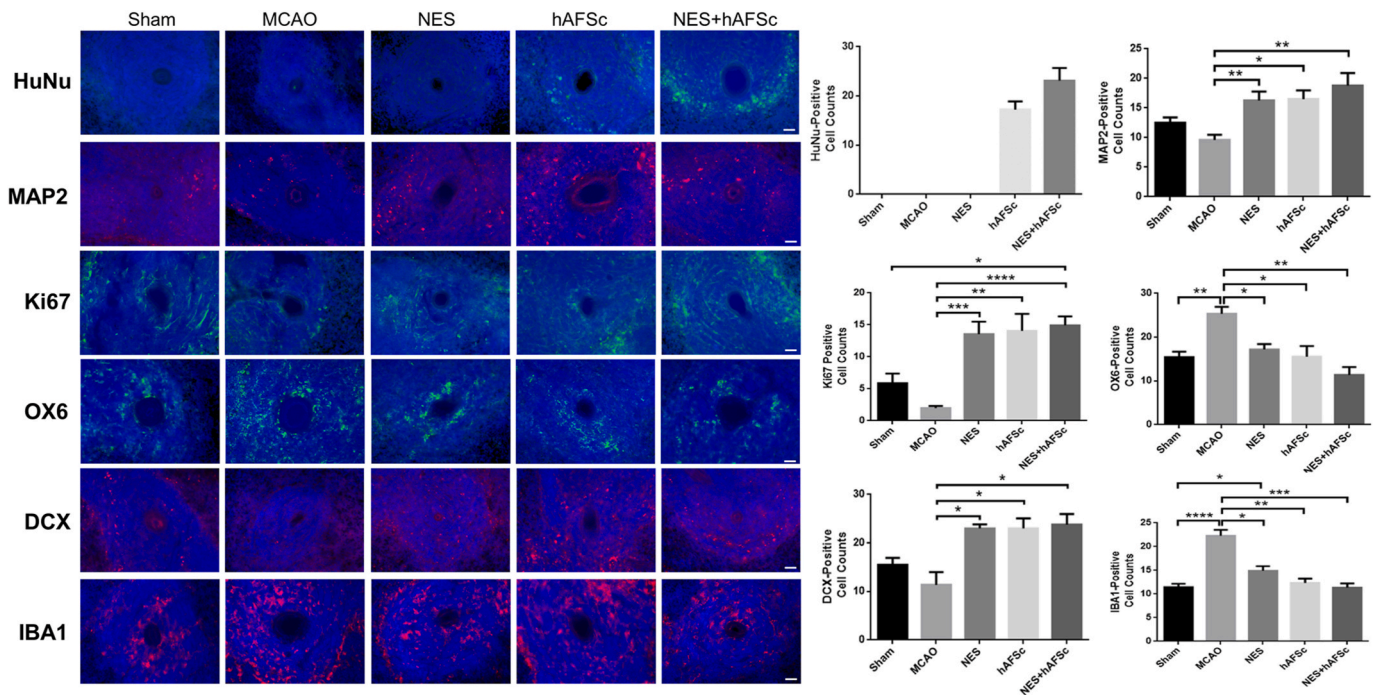 Sham MCAO NES hAFSc NES+hAFSc
HuNu
MAP2
Ki67
OX6
DCX
IBA1
HuNu-Positive
Cell Counts
30
20
10
0
Sham MCAO NES hAFSc NES+hAFSc
MAP2-Positive
Cell Counts
25
20
15
10
5
0
** * **
Sham MCAO NES hAFSc NES+hAFSc
Ki67 Positive
Cell Counts
20
15
10
5
0
*
****
**
***
Sham MCAO NES hAFSc NES+hAFSc
OX6-Positive
Cell Counts
30
20
10
0
**
*
** *
Sham MCAO NES hAFSc NES+hAFSc
DCX-Positive
Cell Counts
30
20
10
0
*
*
*
Sham MCAO NES hAFSc NES+hAFSc
IBA1-Positive
Cell Counts
25
20
15
10
5
0
*
***
**
**** *
Sham MCAO NES hAFSc NES+hAFSc